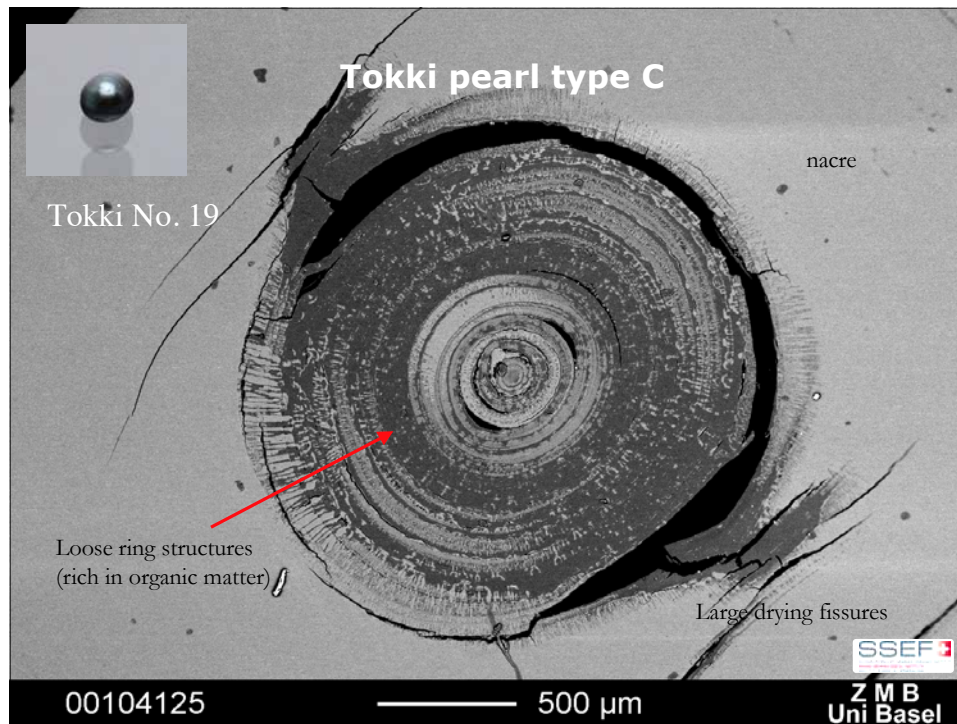 Tokki pearl type C
nacre
Tokki No. 19
Loose ring structures
(rich in organic matter)
Large drying fissures
SSEF
00104125
500 µm
Z M B
Uni Basel